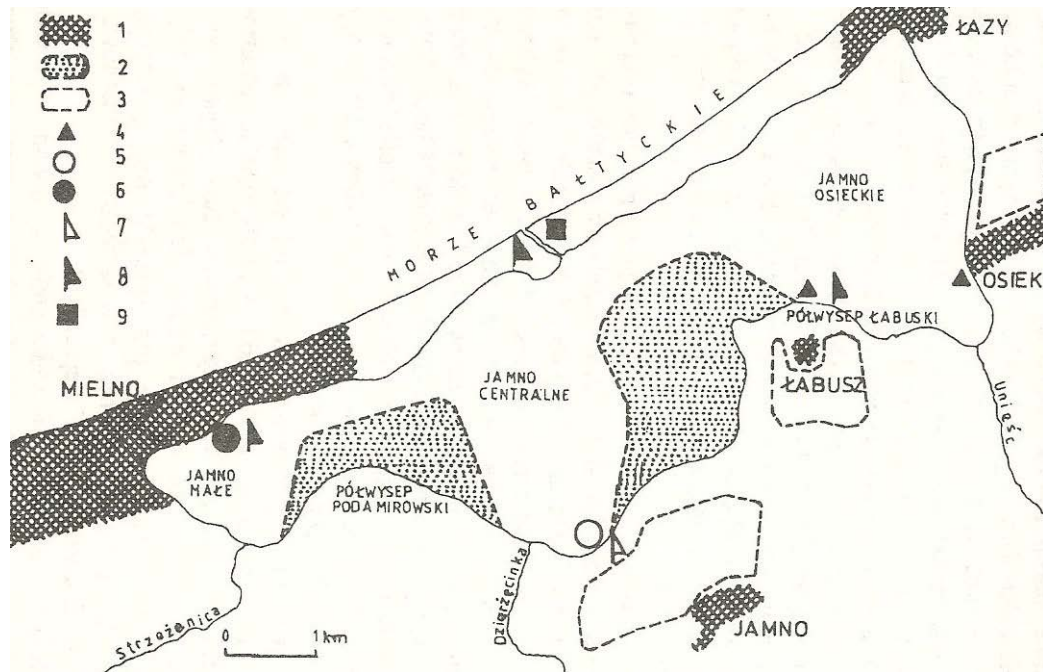 1
2
3
4
5
6
7
8
9
ŁAZY
MORZE BAŁTYCKIE
JAMNO
OSIECKIE
OSIEK
PÓŁWYSEP ŁABUSKI
ŁABUSZ
MIELNO
JAMNO
CENTRALNE
JAMNO
MAŁE
PÓŁWYSEP
PODAMIROWSKI
Unieść
Dzierżęcinka
Strzeżenica
JAMNO
0 1 km